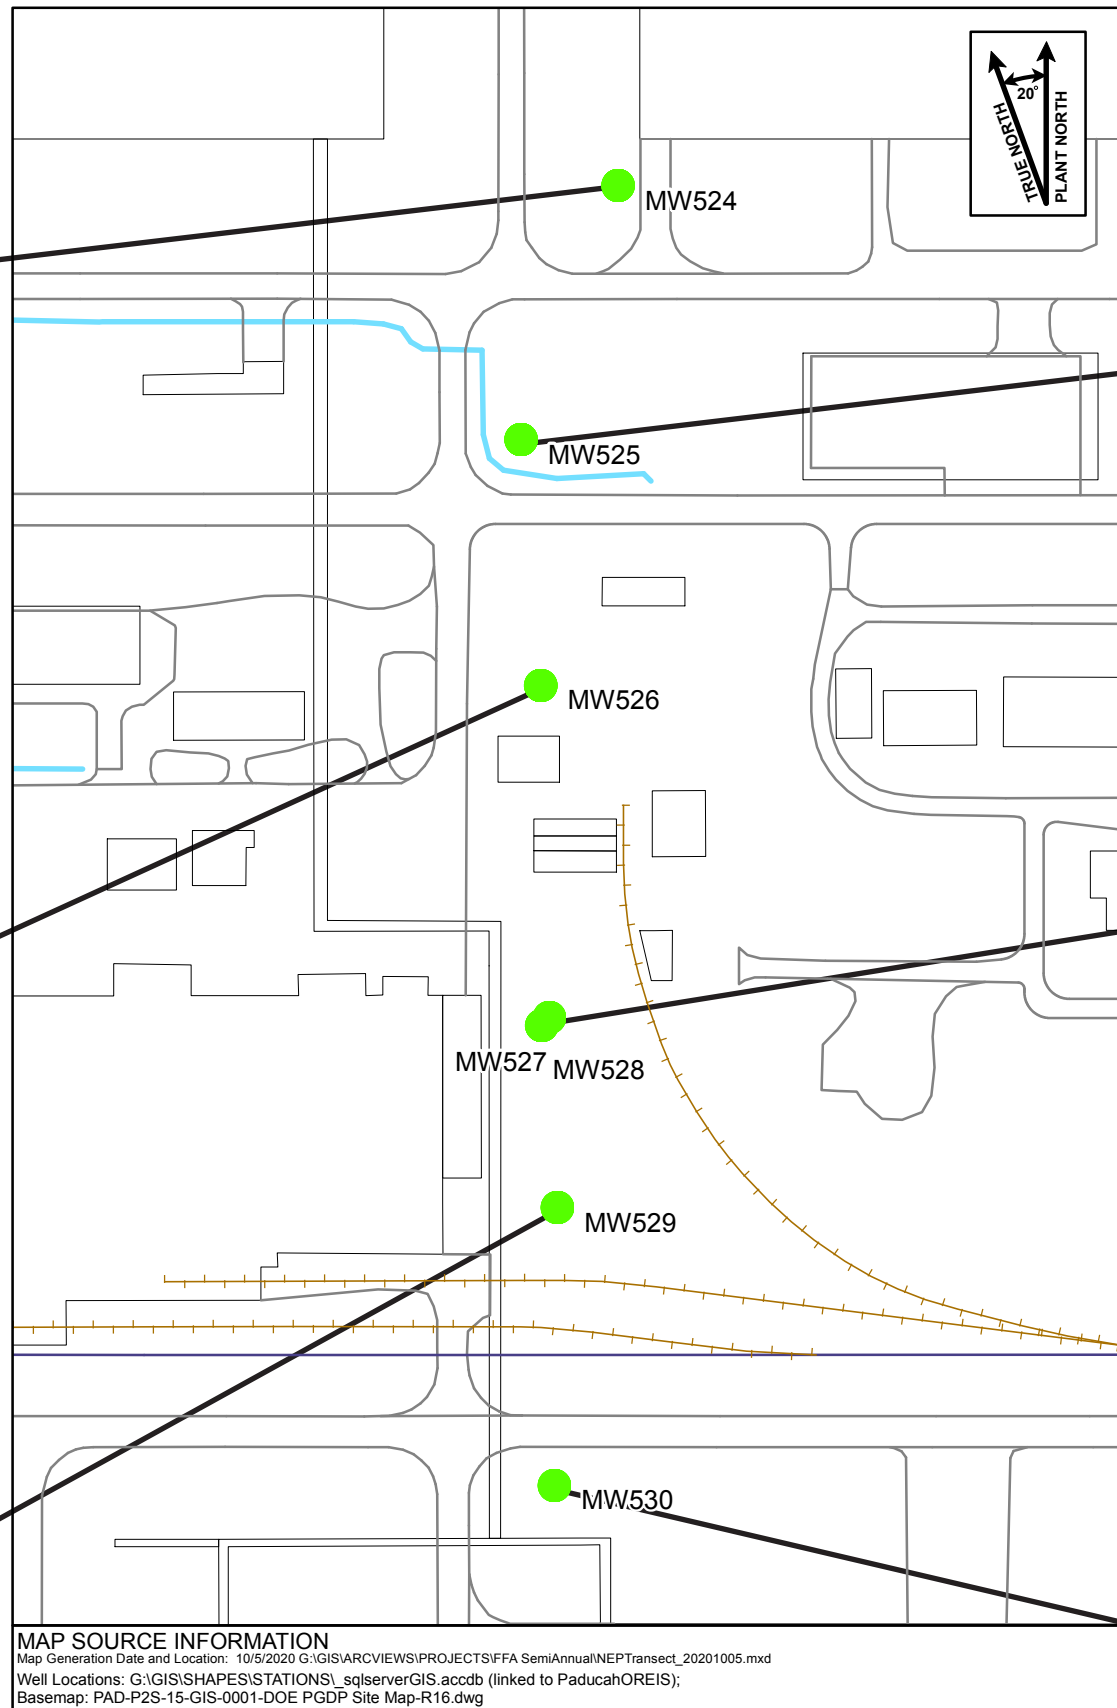 20°
TRUE NORTH
PLANT NORTH
MW524
MW525
MW526
MW527
MW528
MW529
MW530
MAP SOURCE INFORMATION
Map Generation Date and Location: 10/5/2020 G:\GIS\ARCVIEWS\PROJECTS\FFA SemiAnnual\NEPTransect_20201005.mxd
Well Locations: G:\GIS\SHAPES\STATIONS\_sqlserverGIS.accdb (linked to PaducahOREIS);
Basemap: PAD-P2S-15-GIS-0001-DOE PGDP Site Map-R16.dwg